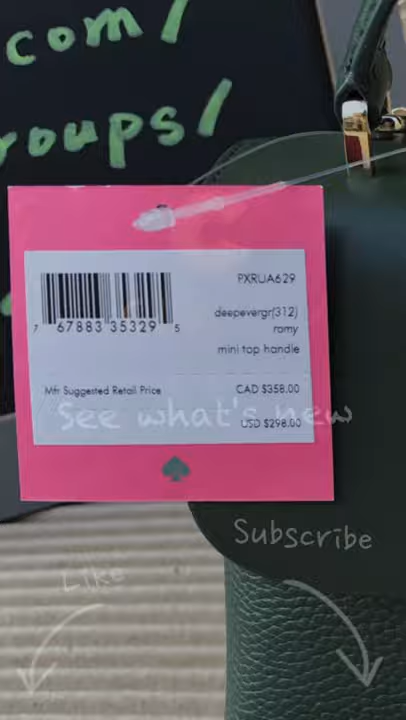 com/
roups/
PXRUA629
7 67883 35329 5
deepevergr(312)
romy
mini top handle
Mfr Suggested Retail Price
CAD $358.00
See what's new
USD $298.00
Subscribe
Like